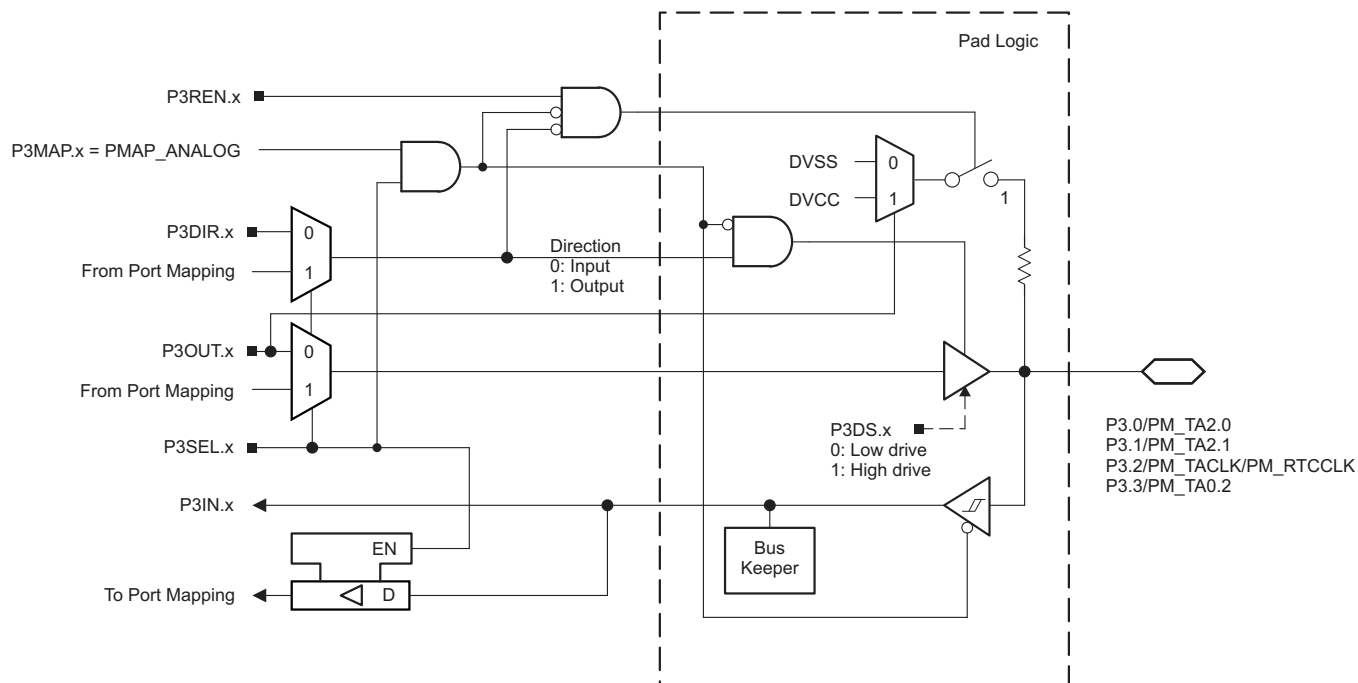 Pad Logic
P3REN.x
P3MAP.x = PMAP_ANALOG
DVSS
0
DVCC
1
1
P3DIR.x
0
From Port Mapping
1
Direction
0: Input
1: Output
P3OUT.x
0
From Port Mapping
1
P3SEL.x
P3DS.x
0: Low drive
1: High drive
P3.0/PM_TA2.0
P3.1/PM_TA2.1
P3.2/PM_TACLK/PM_RTCCLK
P3.3/PM_TA0.2
P3IN.x
EN
Bus
Keeper
To Port Mapping
D